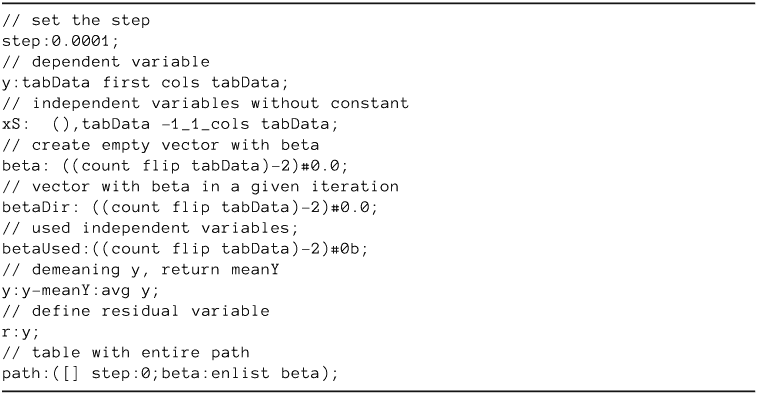 // set the step
step:0.0001;
// dependent variable
y:tabData first cols tabData;
// independent variables without constant
xS:  (),tabData -1_1_cols tabData;
// create empty vector with beta
beta: ((count flip tabData)-2)#0.0;
// vector with beta in a given iteration
betaDir: ((count flip tabData)-2)#0.0;
// used independent variables;
betaUsed:((count flip tabData)-2)#0b;
// demeaning y, return meanY
y:y-meanY:avg y;
// define residual variable
r:y;
// table with entire path
path:([] step:0;beta:enlist beta);